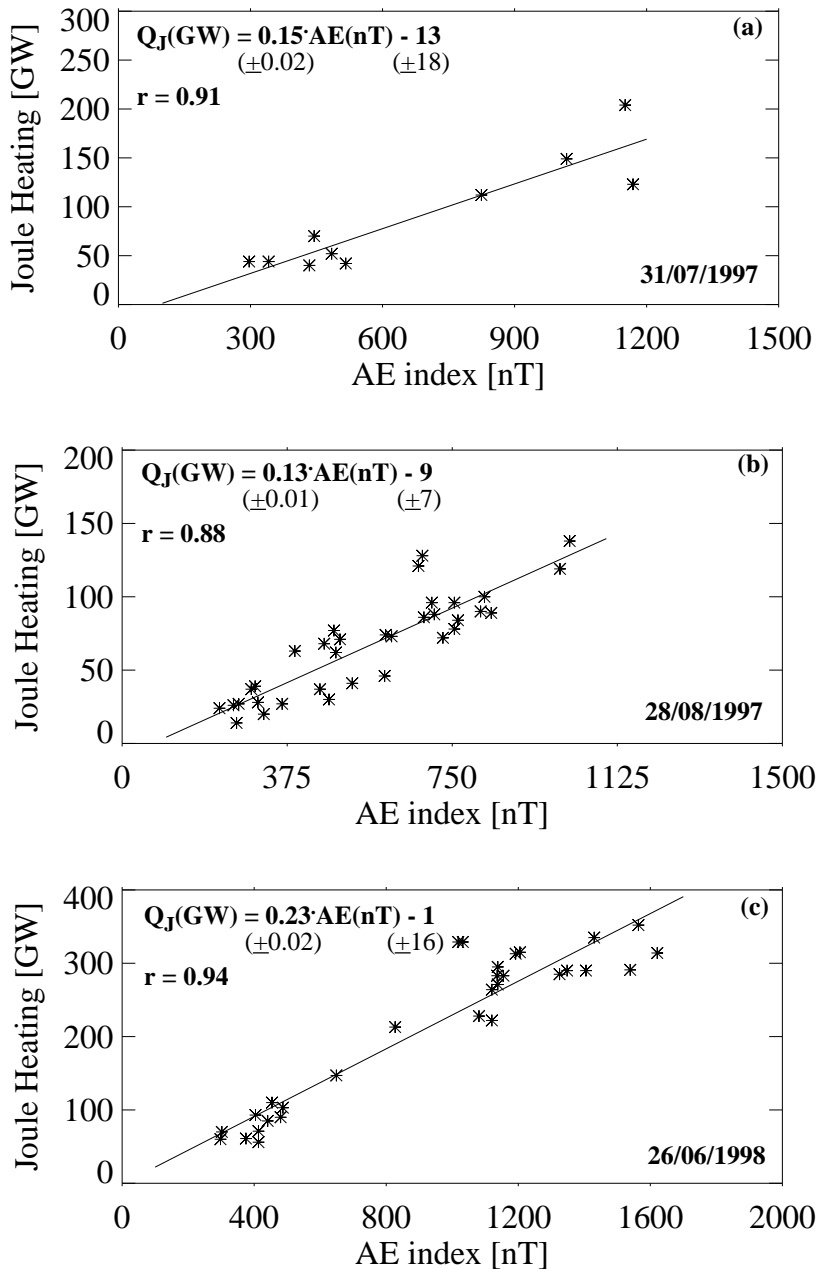 Q_J(GW) = 0.15·AE(nT) - 13
(±0.02) (±18)
(a)
r = 0.91
31/07/1997
Joule Heating [GW]
300
250
200
150
100
50
0
0 300 600 900 1200 1500
AE index [nT]
Q_J(GW) = 0.13·AE(nT) - 9
(±0.01) (±7)
(b)
r = 0.88
28/08/1997
Joule Heating [GW]
200
150
100
50
0
0 375 750 1125 1500
AE index [nT]
Q_J(GW) = 0.23·AE(nT) - 1
(±0.02) (±16)
(c)
r = 0.94
26/06/1998
Joule Heating [GW]
400
300
200
100
0
0 400 800 1200 1600 2000
AE index [nT]